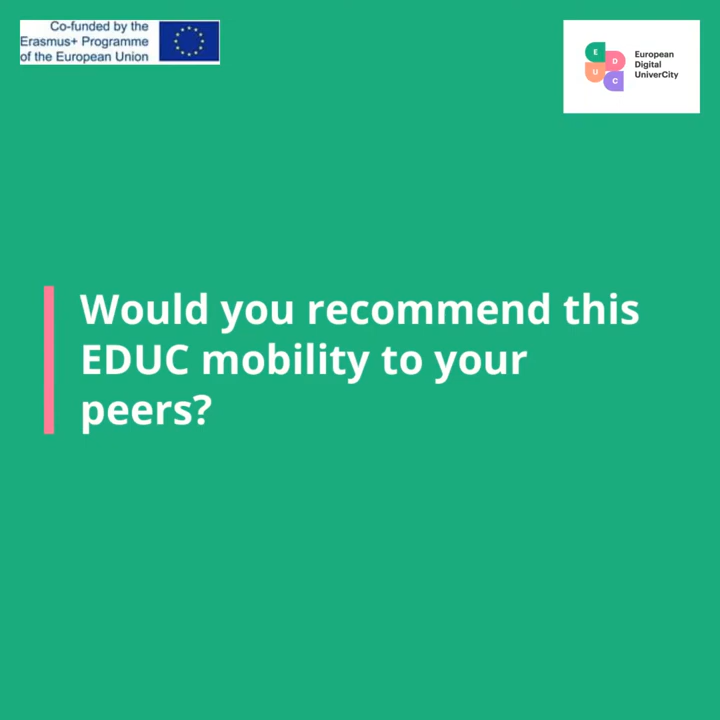 Co-funded by the
Erasmus+ Programme
of the European Union
E
D
U
C
European
Digital
UniverCity
Would you recommend this
EDUC mobility to your
peers?